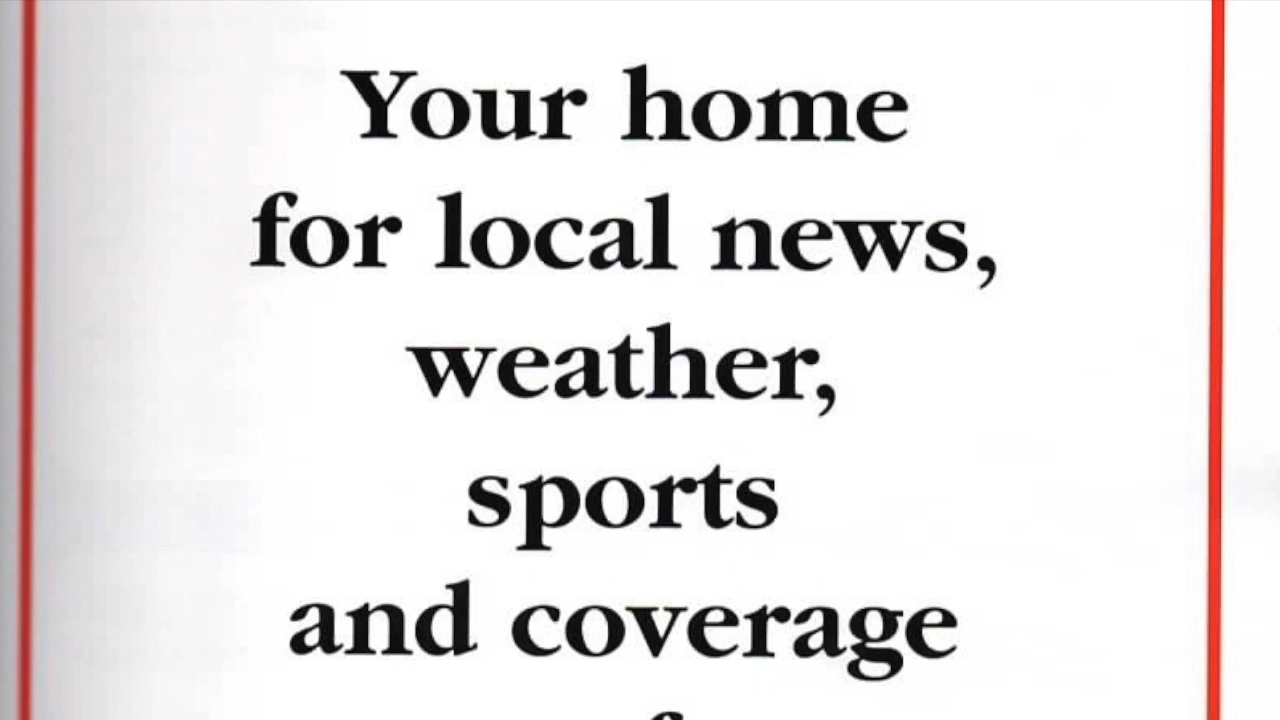 Your home
for local news,
weather,
sports
and coverage